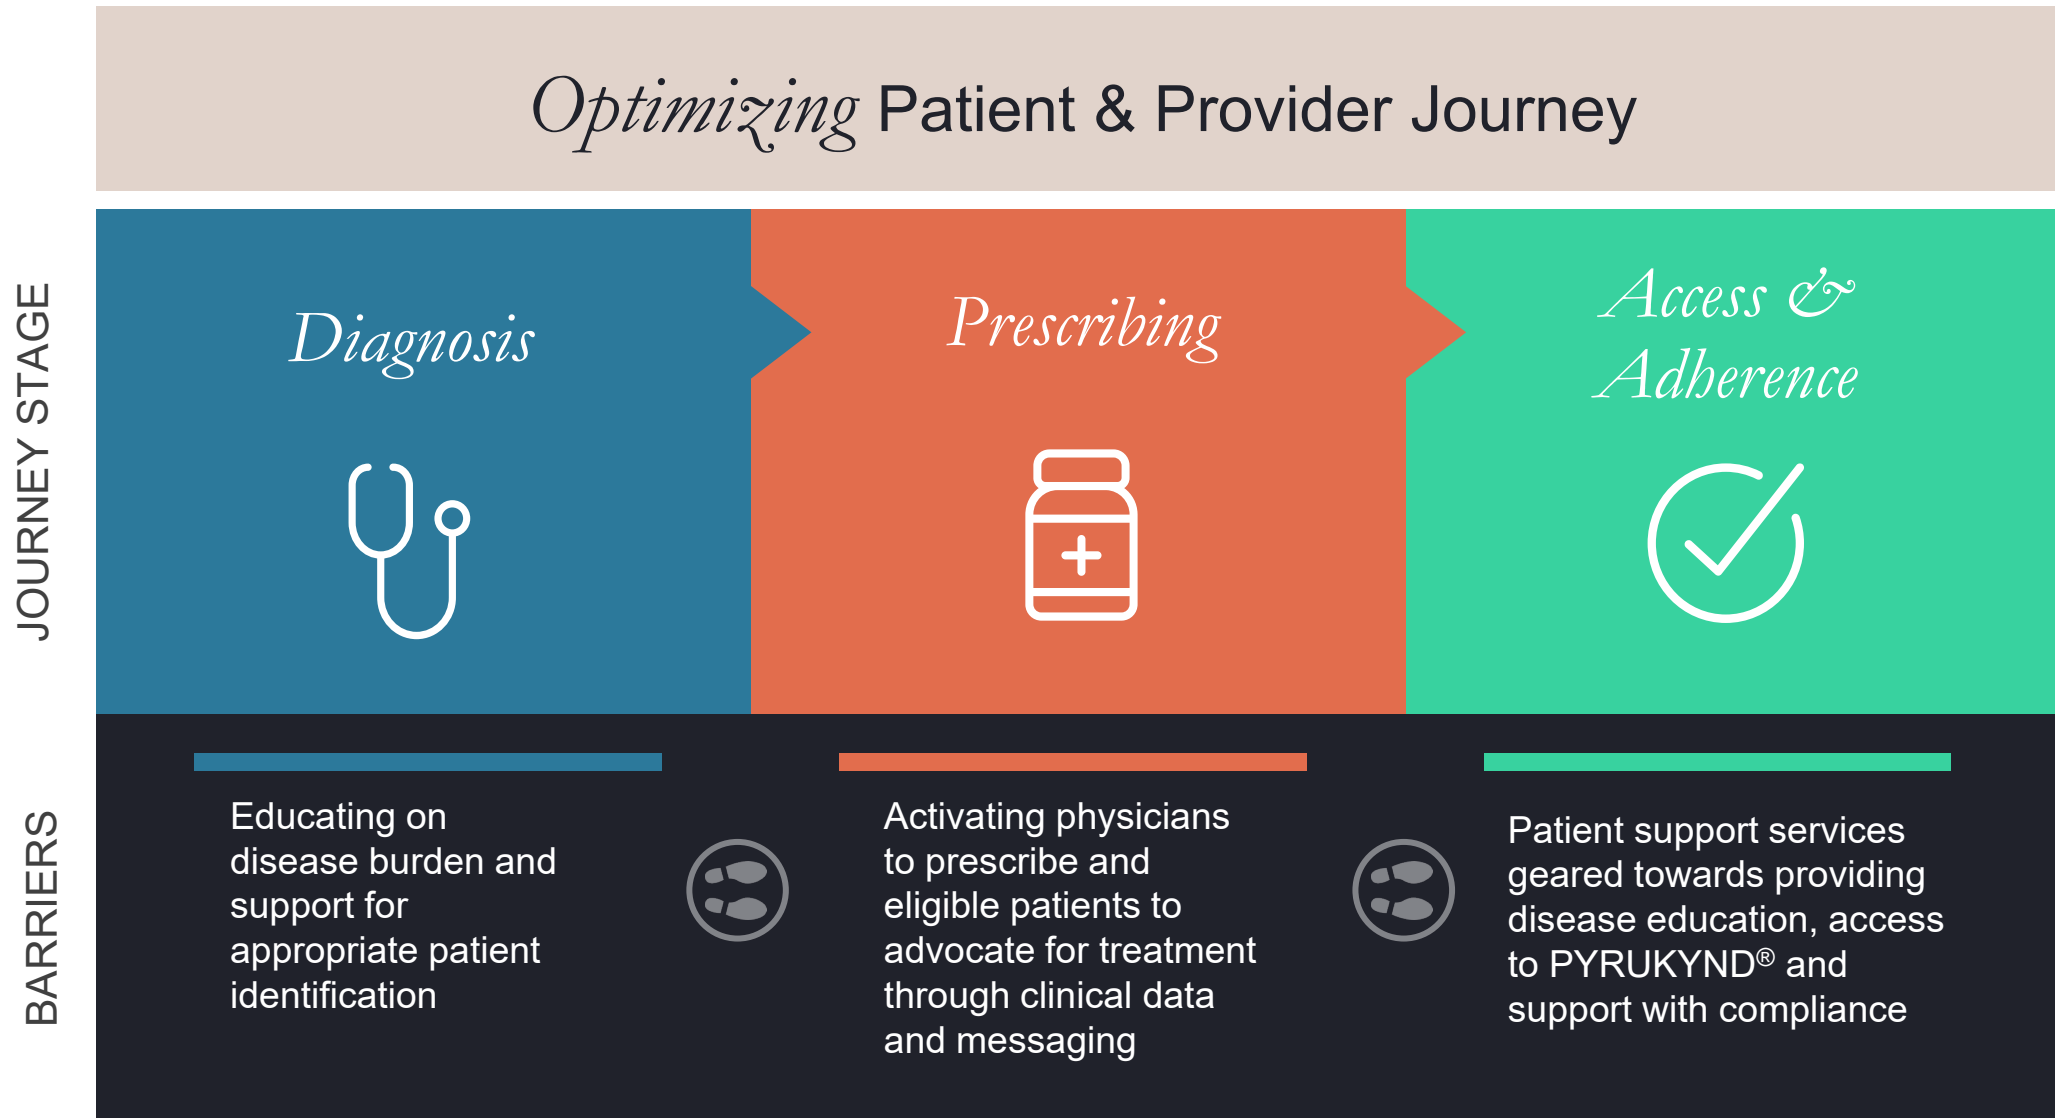 Optimizing Patient & Provider Journey
JOURNEY STAGE
Diagnosis
Prescribing
Access &
Adherence
BARRIERS
Educating on
disease burden and
support for
appropriate patient
identification
Activating physicians
to prescribe and
eligible patients to
advocate for treatment
through clinical data
and messaging
Patient support services
geared towards providing
disease education, access
to PYRUKYND® and
support with compliance